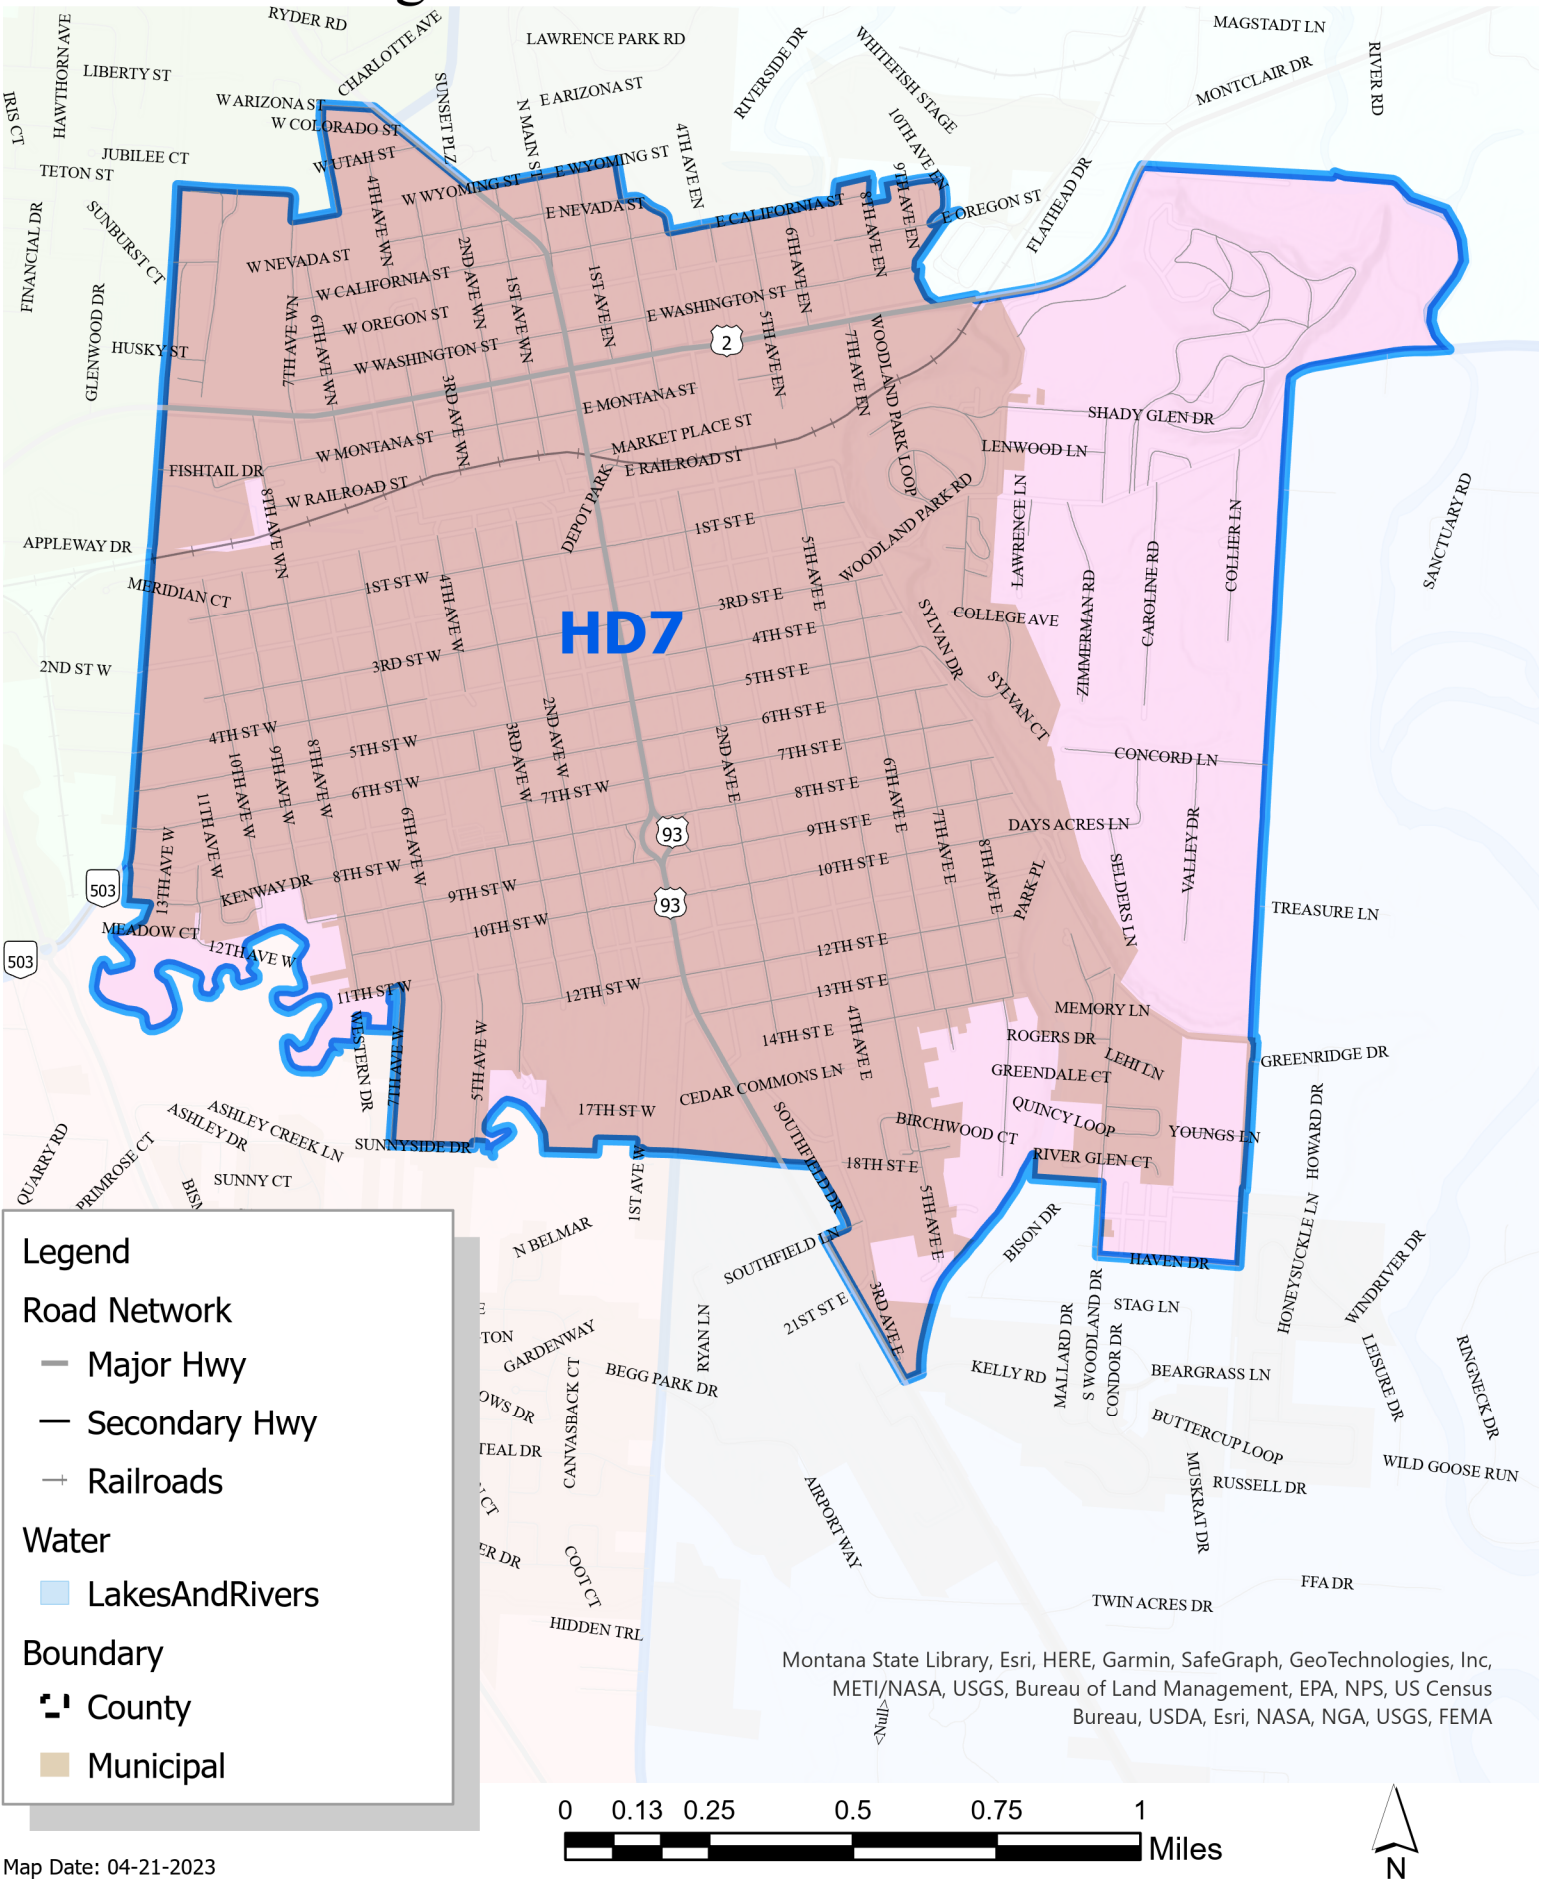 RYDER RD
CHARLOTTE AVE
LAWRENCE PARK RD
RIVERSIDE DR
WHITEFISH STAGE
MAGSTADT LN
MONTCLAIR DR
RIVER RD
HAWTHORN AVE
LIBERTY ST
IRIS CT
W ARIZONA ST
SUNSET PLZ
N MAIN ST
E ARIZONA ST
4TH AVE EN
10TH AVE EN
W COLORADO ST
JUBILEE CT
W UTAH ST
TETON ST
W WYOMING ST
E WYOMING ST
FINANCIAL DR
SUNBURST CT
4TH AVE WN
E NEVADA ST
E CALIFORNIA ST
8TH AVE EN
9TH AVE EN
E OREGON ST
FLATHEAD DR
W NEVADA ST
W CALIFORNIA ST
2ND AVE WN
1ST AVE WN
1ST AVE EN
6TH AVE EN
GLENWOOD DR
7TH AVE WN
6TH AVE WN
W OREGON ST
E WASHINGTON ST
5TH AVE EN
HUSKY ST
W WASHINGTON ST
2
7TH AVE EN
WOODLAND PARK LOOP
3RD AVE WN
E MONTANA ST
SHADY GLEN DR
W MONTANA ST
MARKET PLACE ST
LENWOOD LN
FISHTAIL DR
E RAILROAD ST
W RAILROAD ST
8TH AVE WN
DEPOT PARK
WOODLAND PARK RD
LAWRENCE LN
SANCTUARY RD
APPLEWAY DR
1ST ST E
COLLIER LN
MERIDIAN CT
1ST ST W
4TH AVE W
5TH AVE E
3RD ST E
SYLVAN DR
COLLEGE AVE
ZIMMERMAN RD
CAROLINE RD
HD7
4TH ST E
2ND ST W
3RD ST W
5TH ST E
SYLVAN CT
6TH ST E
4TH ST W
5TH ST W
2ND AVE W
3RD AVE W
2ND AVE E
7TH ST E
CONCORD LN
10TH AVE W
9TH AVE W
8TH AVE W
6TH ST W
7TH ST W
8TH ST E
6TH AVE E
11TH AVE W
6TH AVE W
93
9TH ST E
7TH AVE E
DAYS ACRES LN
VALLEY DR
13TH AVE W
8TH ST W
10TH ST E
8TH AVE E
PARK PL
SELDERS LN
503
KENWAY DR
9TH ST W
93
TREASURE LN
MEADOW CT
10TH ST W
12TH ST E
503
12TH AVE W
11TH ST W
12TH ST W
13TH ST E
MEMORY LN
14TH ST E
4TH AVE E
ROGERS DR
WESTERN DR
7TH AVE W
5TH AVE W
LEHI LN
GREENRIDGE DR
CEDAR COMMONS LN
GREENDALE CT
17TH ST W
QUINCY LOOP
ASHLEY CREEK LN
ASHLEY DR
SOUTHFIELD DR
BIRCHWOOD CT
YOUNGS LN
HOWARD DR
QUARRY RD
PRIMROSE CT
SUNNYSIDE DR
18TH ST E
RIVER GLEN CT
SUNNY CT
BISM
1ST AVE W
5TH AVE E
N BELMAR
SOUTHFIELD LN
BISON DR
HAVEN DR
HONEYSUCKLE LN
WINDRIVER DR
21ST ST E
3RD AVE E
STAG LN
TON
GARDENWAY
RYAN LN
MALLARD DR
S WOODLAND DR
CONDOR DR
LEISURE DR
RINGNECK DR
BEGG PARK DR
KELLY RD
BEARGRASS LN
OWS DR
CANVASBACK CT
BUTTERCUP LOOP
TEAL DR
WILD GOOSE RUN
AIRPORT WAY
MUSKRAT DR
RUSSELL DR
CT
ER DR
COOT CT
FFA DR
TWIN ACRES DR
HIDDEN TRL
Legend
Road Network
Major Hwy
Secondary Hwy
Railroads
Water
LakesAndRivers
Boundary
County
Municipal
Montana State Library, Esri, HERE, Garmin, SafeGraph, GeoTechnologies, Inc,
METI/NASA, USGS, Bureau of Land Management, EPA, NPS, US Census
Bureau, USDA, Esri, NASA, NGA, USGS, FEMA
<Null>
0 0.13 0.25 0.5 0.75 1
Miles
N
Map Date: 04-21-2023